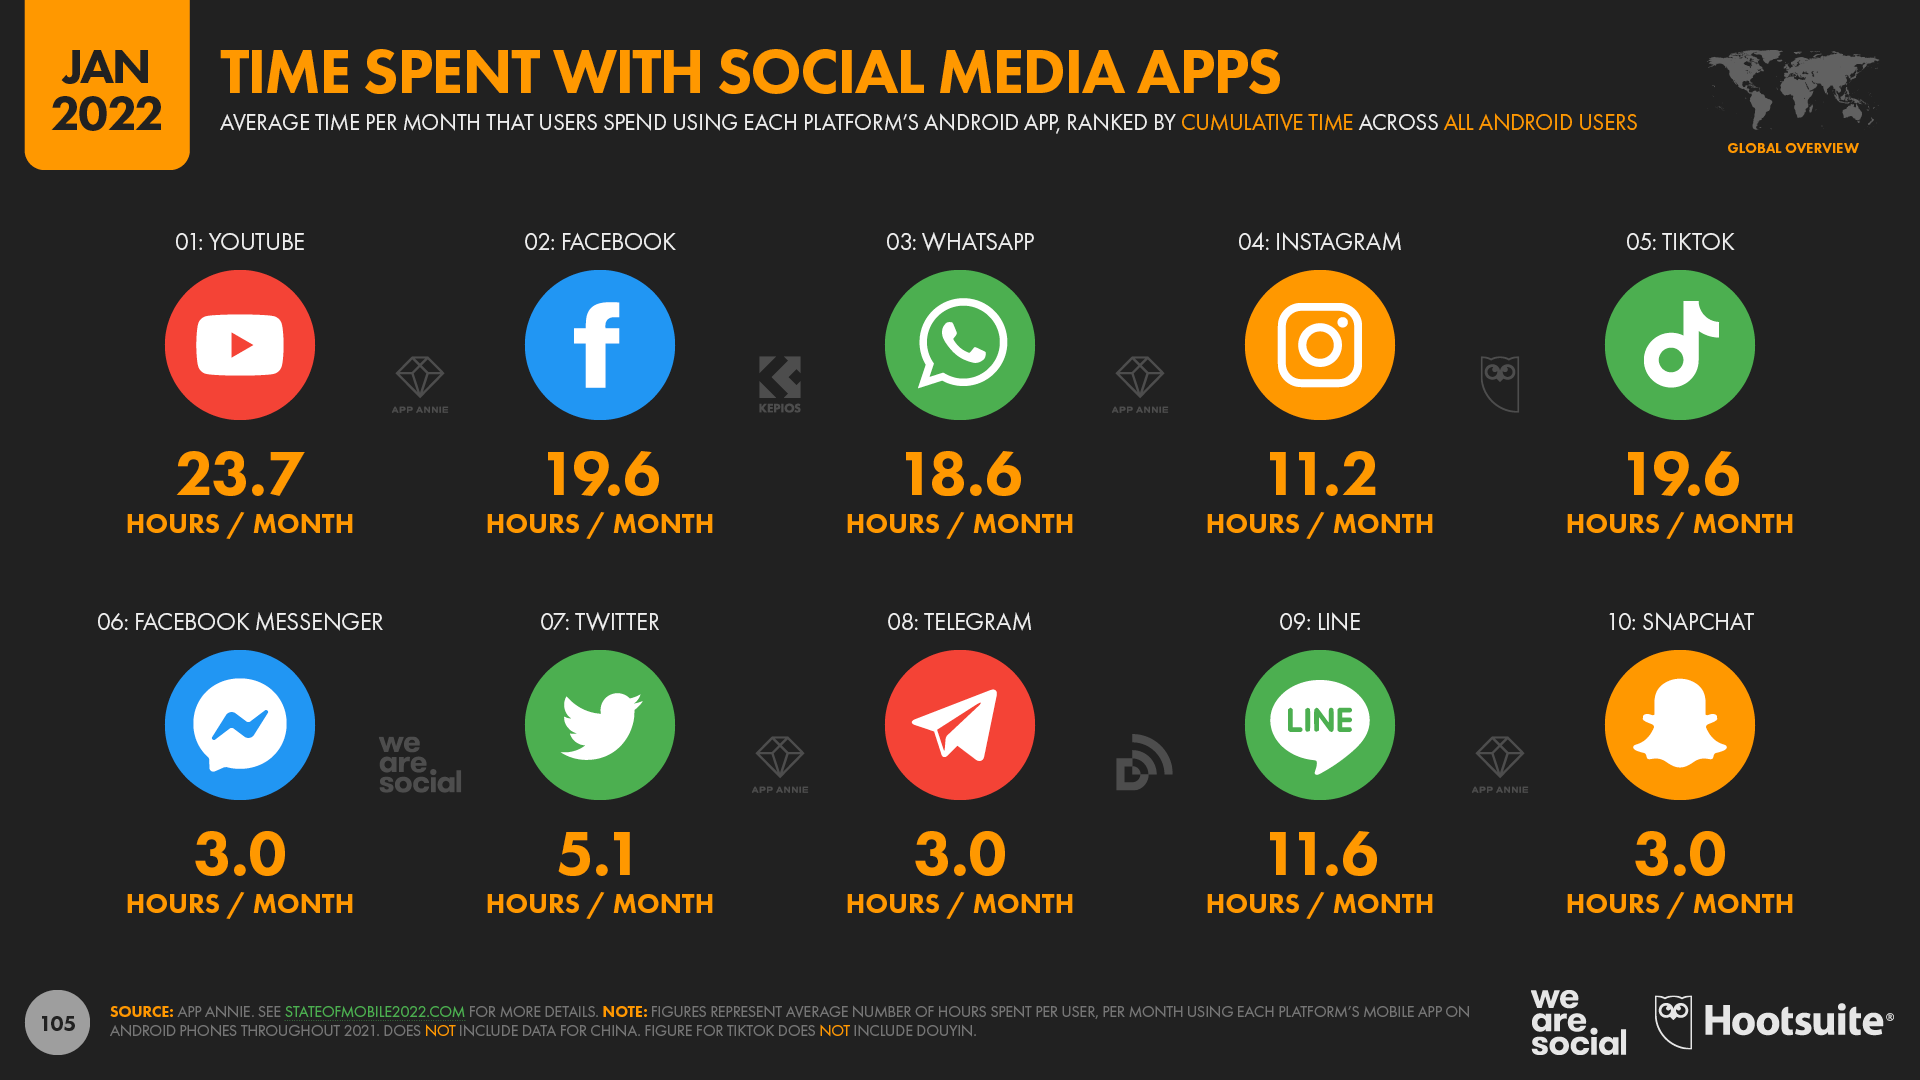 JAN
2022
TIME SPENT WITH SOCIAL MEDIA APPS
AVERAGE TIME PER MONTH THAT USERS SPEND USING EACH PLATFORM'S ANDROID APP, RANKED BY CUMULATIVE TIME ACROSS ALL ANDROID USERS
GLOBAL OVERVIEW
01: YOUTUBE
02: FACEBOOK
03: WHATSAPP
04: INSTAGRAM
05: TIKTOK
APP ANNIE
KEPIOS
APP ANNIE
23.7
19.6
18.6
11.2
19.6
HOURS / MONTH
HOURS / MONTH
HOURS / MONTH
HOURS / MONTH
HOURS / MONTH
06: FACEBOOK MESSENGER
07: TWITTER
08: TELEGRAM
09: LINE
10: SNAPCHAT
we
are
social
APP ANNIE
LINE
APP ANNIE
3.0
5.1
3.0
11.6
3.0
HOURS / MONTH
HOURS / MONTH
HOURS / MONTH
HOURS / MONTH
HOURS / MONTH
105
SOURCE: APP ANNIE. SEE STATEOFMOBILE2022.COM FOR MORE DETAILS. NOTE: FIGURES REPRESENT AVERAGE NUMBER OF HOURS SPENT PER USER, PER MONTH USING EACH PLATFORM'S MOBILE APP ON
ANDROID PHONES THROUGHOUT 2021. DOES NOT INCLUDE DATA FOR CHINA. FIGURE FOR TIKTOK DOES NOT INCLUDE DOUYIN.
we
are
social
Hootsuite®